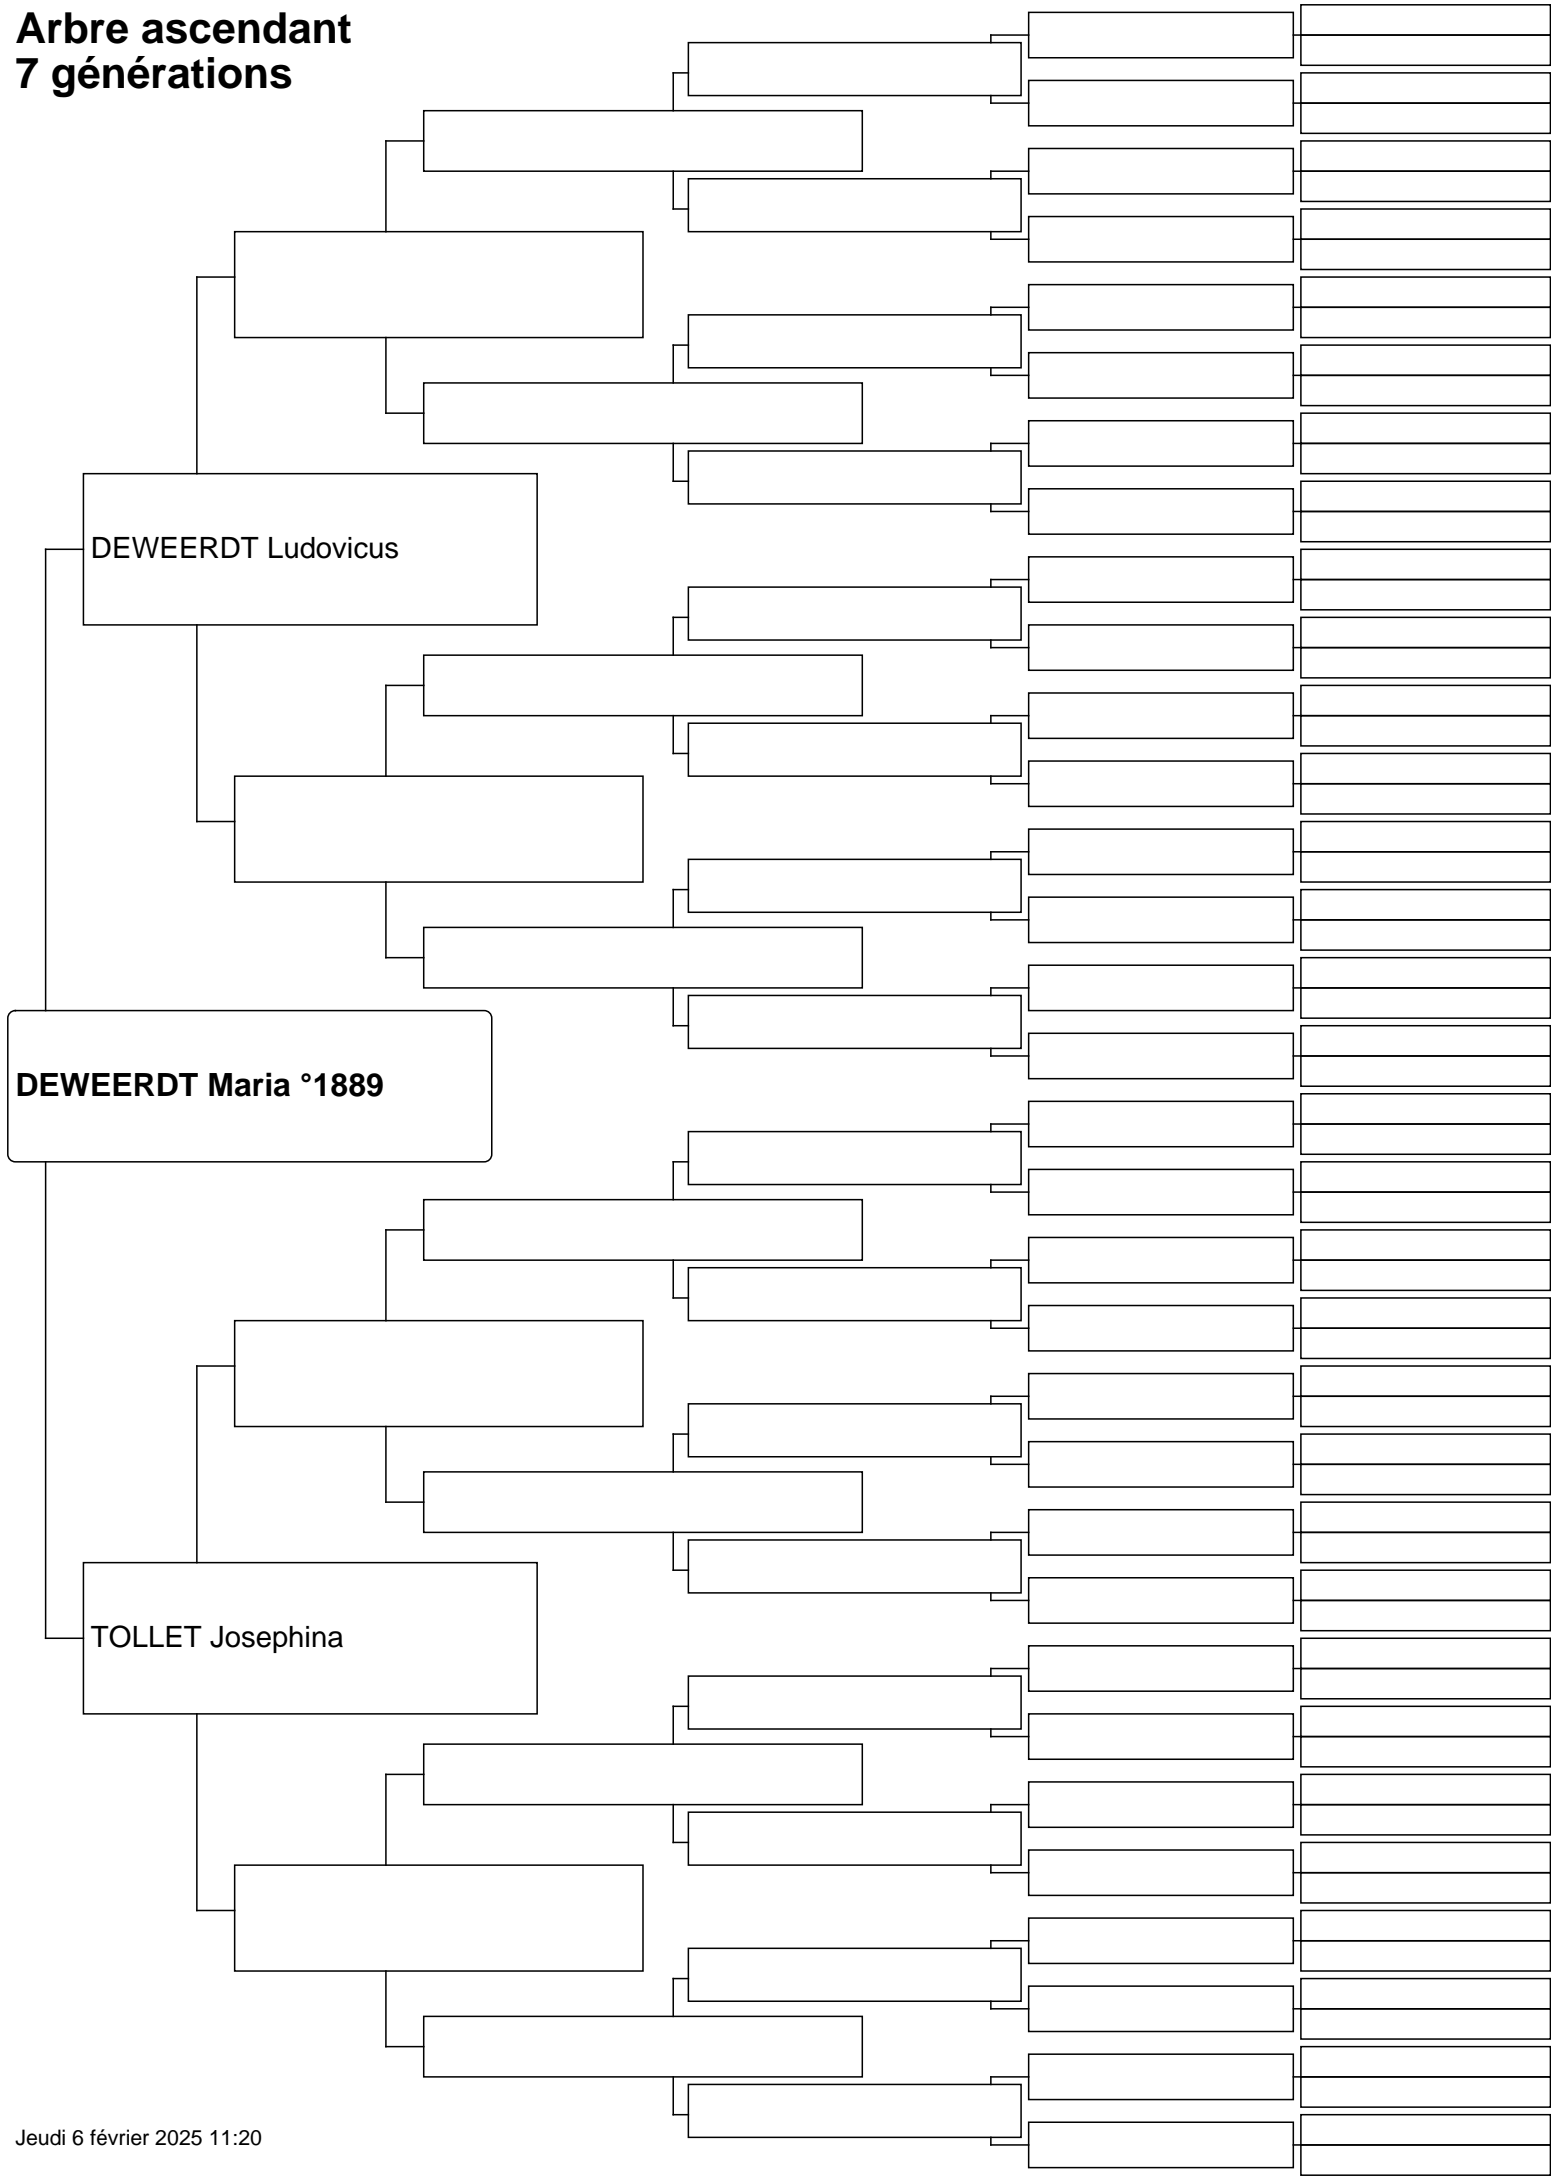 Arbre ascendant
7 générations
DEWEERDT Ludovicus
DEWEERDT Maria °1889
TOLLET Josephina
Jeudi 6 février 2025 11:20